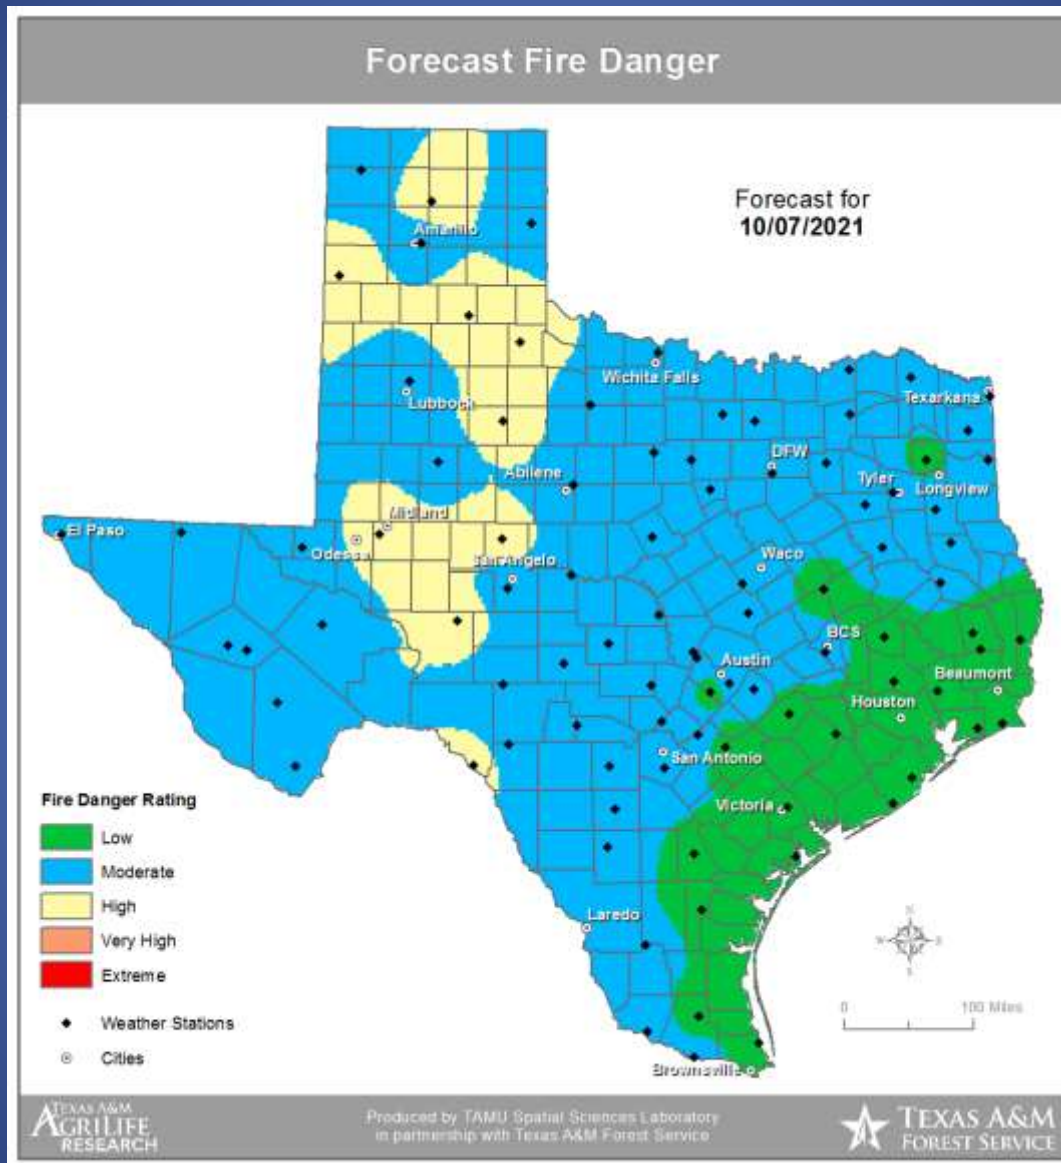 Forecast Fire Danger
Forecast for
10/07/2021
Amarillo
Wichita Falls
Lubbock
Texarkana
DFW
Abilene
Tyler
Longview
El Paso
Midland
Odessa
San Angelo
Waco
BCS
Austin
Beaumont
Houston
San Antonio
Victoria
Laredo
Brownsville
Fire Danger Rating
Low
Moderate
High
Very High
Extreme
Weather Stations
Cities
N
W
E
S
0
100 Miles
TEXAS A&M
AGRILIFE
RESEARCH
Produced by TAMU Spatial Sciences Laboratory
in partnership with Texas A&M Forest Service
TEXAS A&M
FOREST SERVICE